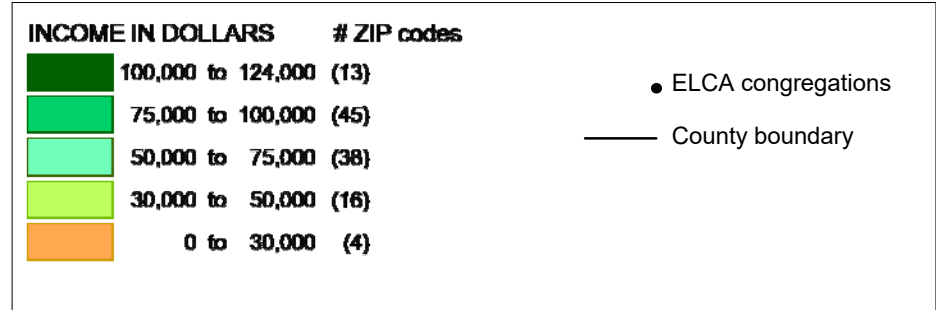 INCOME IN DOLLARS # ZIP codes
100,000 to 124,000 (13)
75,000 to 100,000 (45)
50,000 to 75,000 (38)
30,000 to 50,000 (16)
0 to 30,000 (4)
ELCA congregations
County boundary